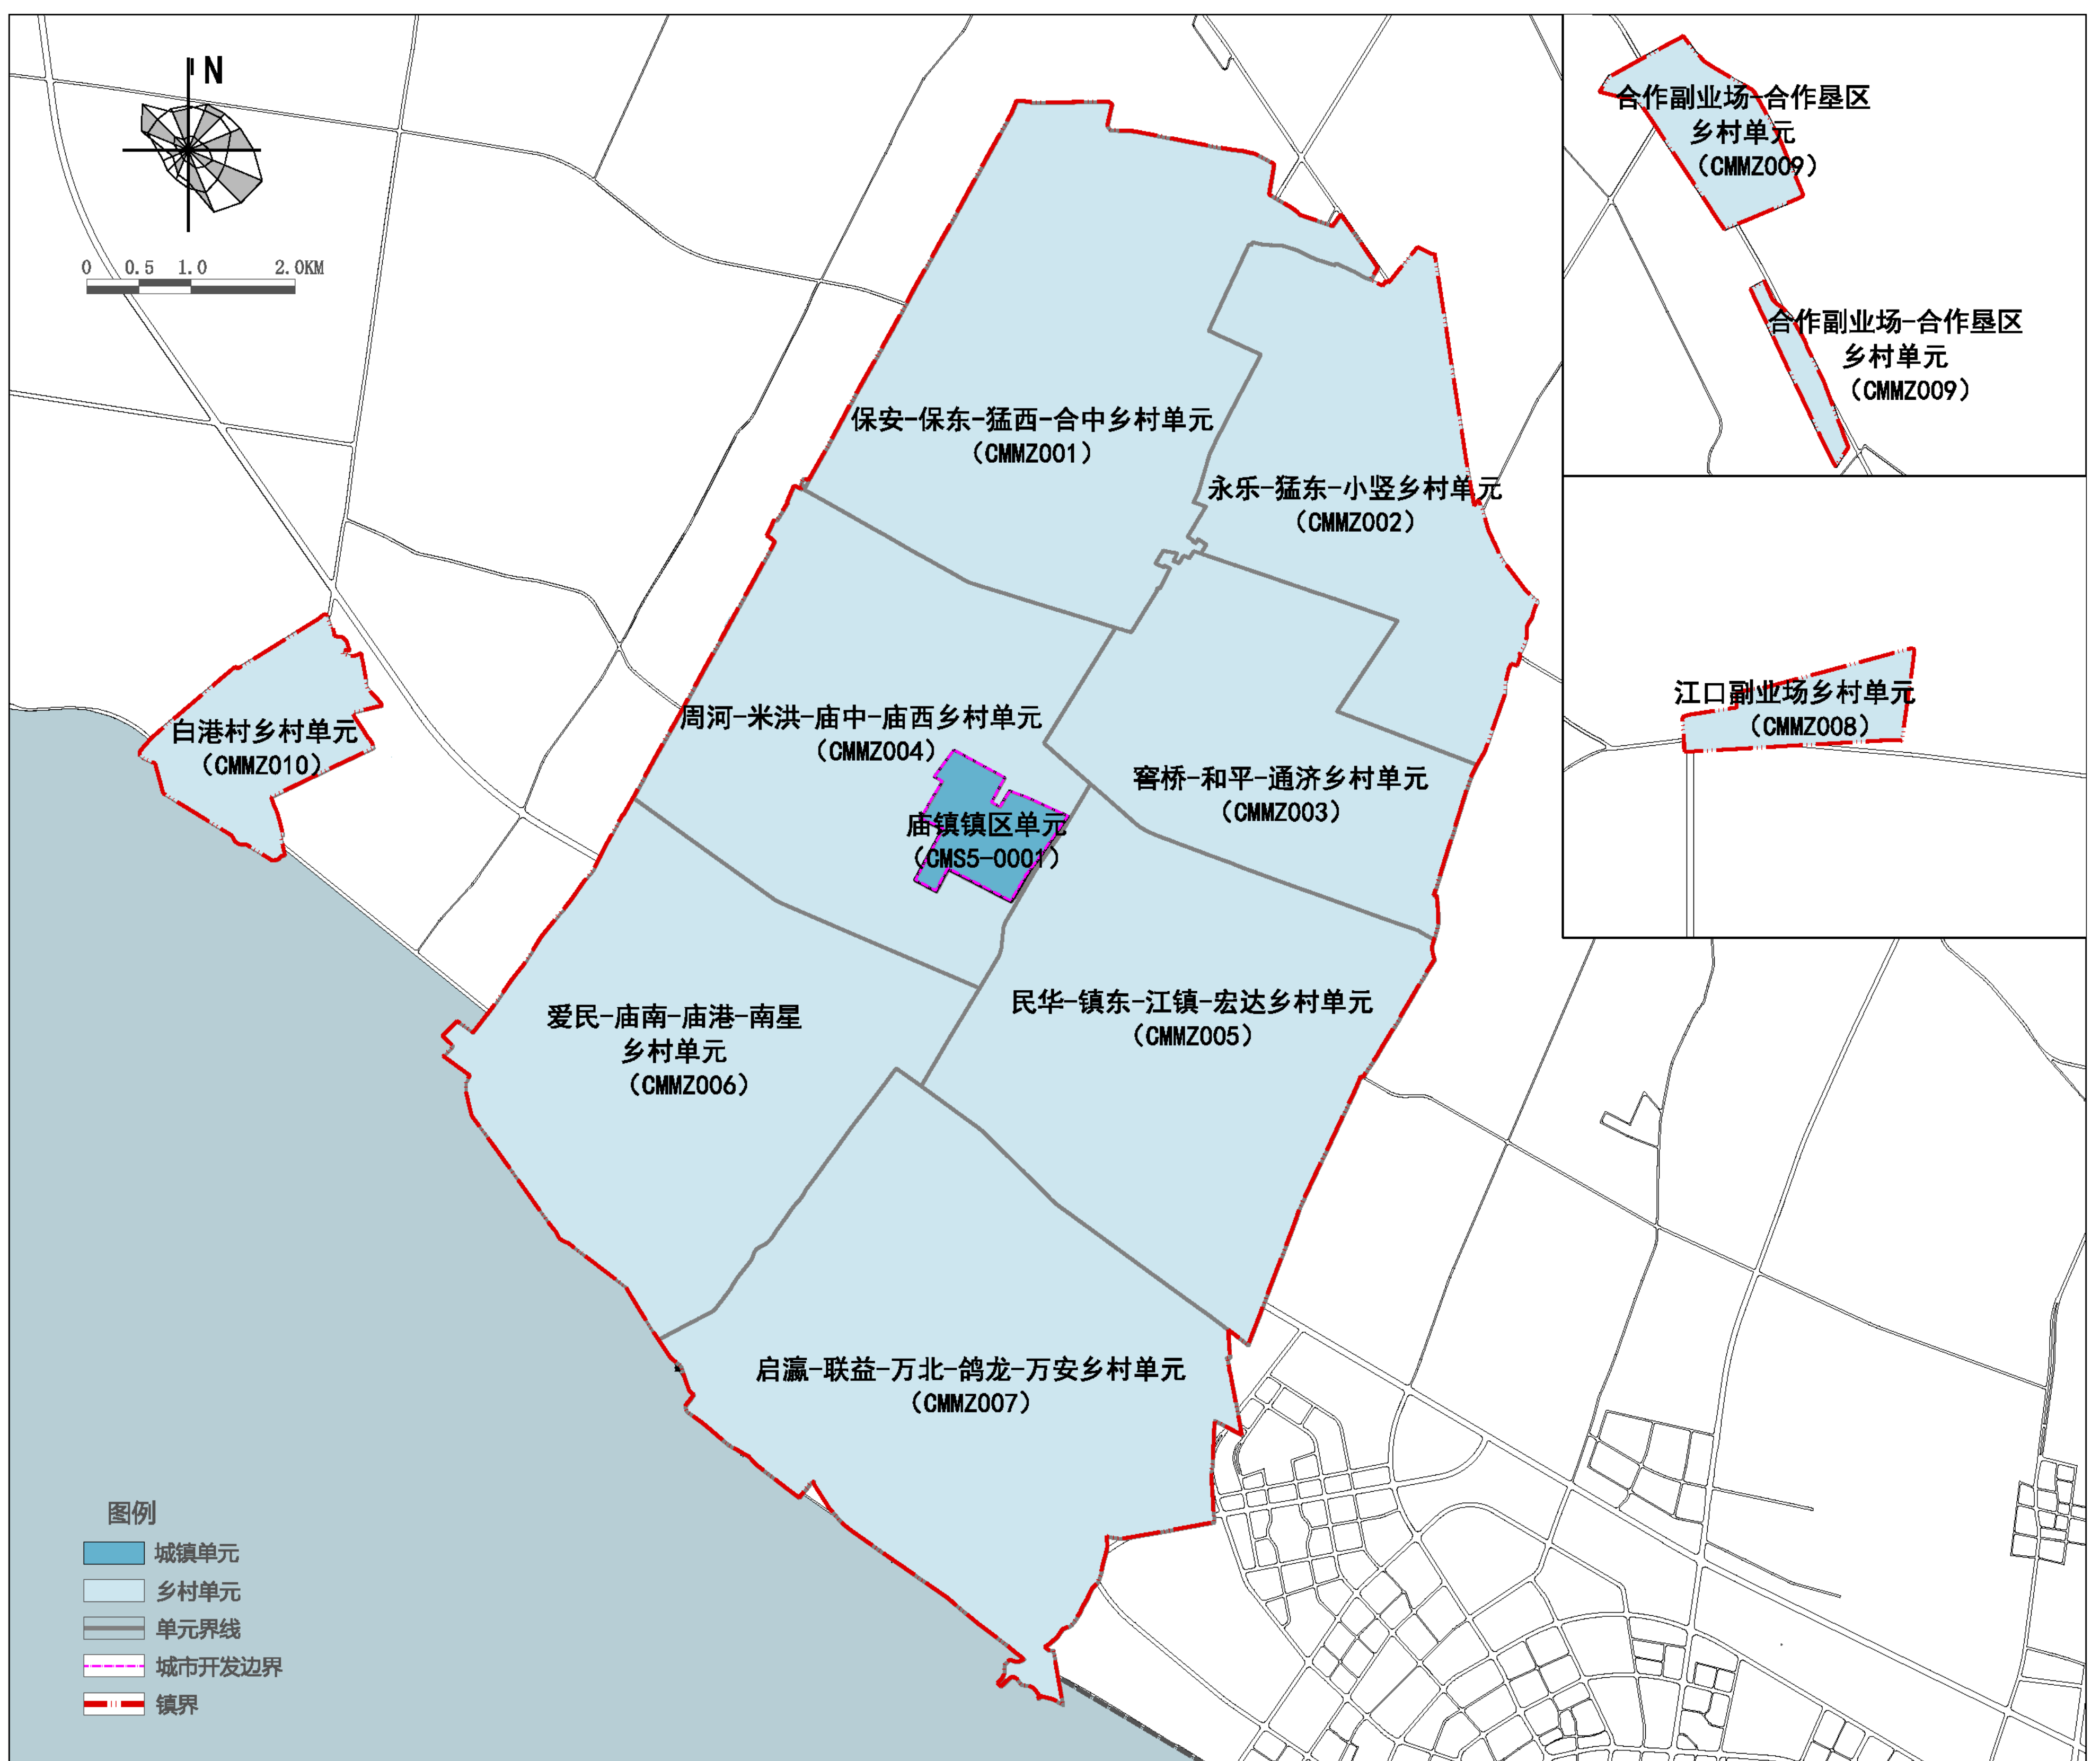 N
0 0.5 1.0 2.0KM
合作副业场-合作垦区
乡村单元
（CMMZ009）
合作副业场-合作垦区
乡村单元
（CMMZ009）
保安-保东-猛西-合中乡村单元
（CMMZ001）
永乐-猛东-小竖乡村单元
（CMMZ002）
江口副业场乡村单元
（CMMZ008）
白港村乡村单元
（CMMZ010）
周河-米洪-庙中-庙西乡村单元
（CMMZ004）
窖桥-和平-通济乡村单元
（CMMZ003）
庙镇镇区单元
（CMS5-0001）
爱民-庙南-庙港-南星
乡村单元
（CMMZ006）
民华-镇东-江镇-宏达乡村单元
（CMMZ005）
启瀛-联益-万北-鸽龙-万安乡村单元
（CMMZ007）
图例
城镇单元
乡村单元
单元界线
城市开发边界
镇界